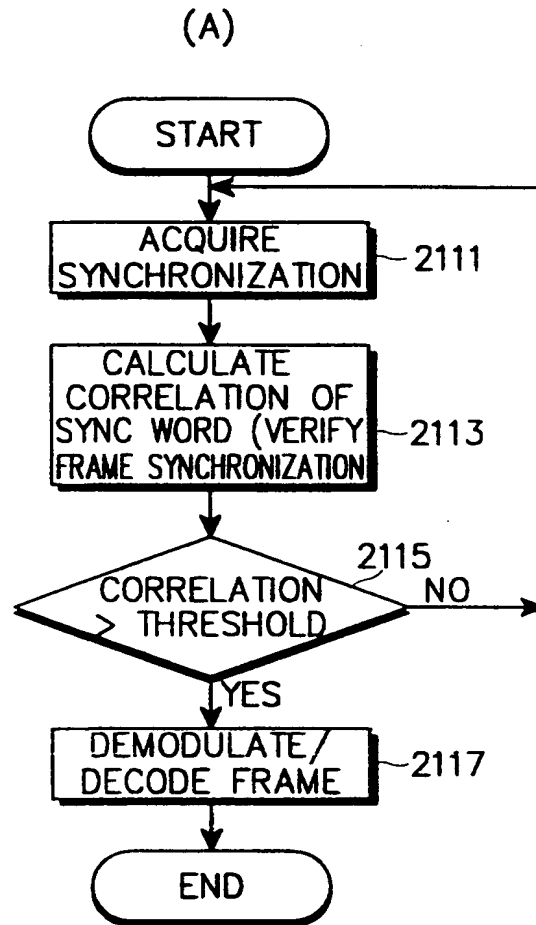 (A)
START
ACQUIRE
SYNCHRONIZATION
2111
CALCULATE
CORRELATION OF
SYNC WORD (VERIFY
FRAME SYNCHRONIZATION
2113
2115
CORRELATION
> THRESHOLD
NO
YES
DEMODULATE/
DECODE FRAME
2117
END